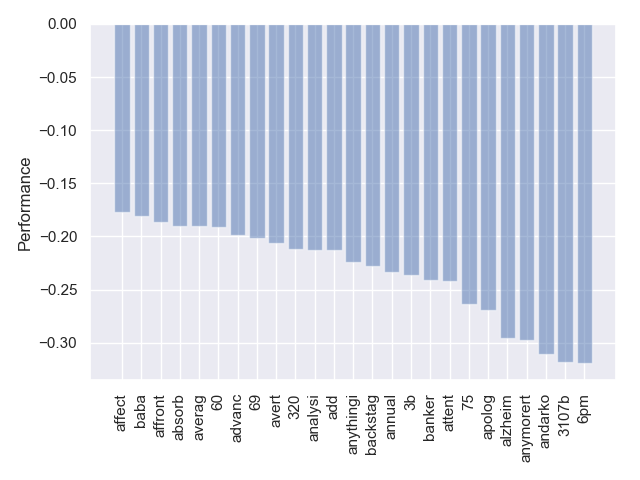 0.00
−0.05
−0.10
−0.15
−0.20
−0.25
−0.30
Performance
affect
baba
affront
absorb
averag
60
advanc
69
avert
320
analysi
add
anythingi
backstag
annual
3b
banker
attent
75
apolog
alzheim
anymorert
andarko
3107b
6pm